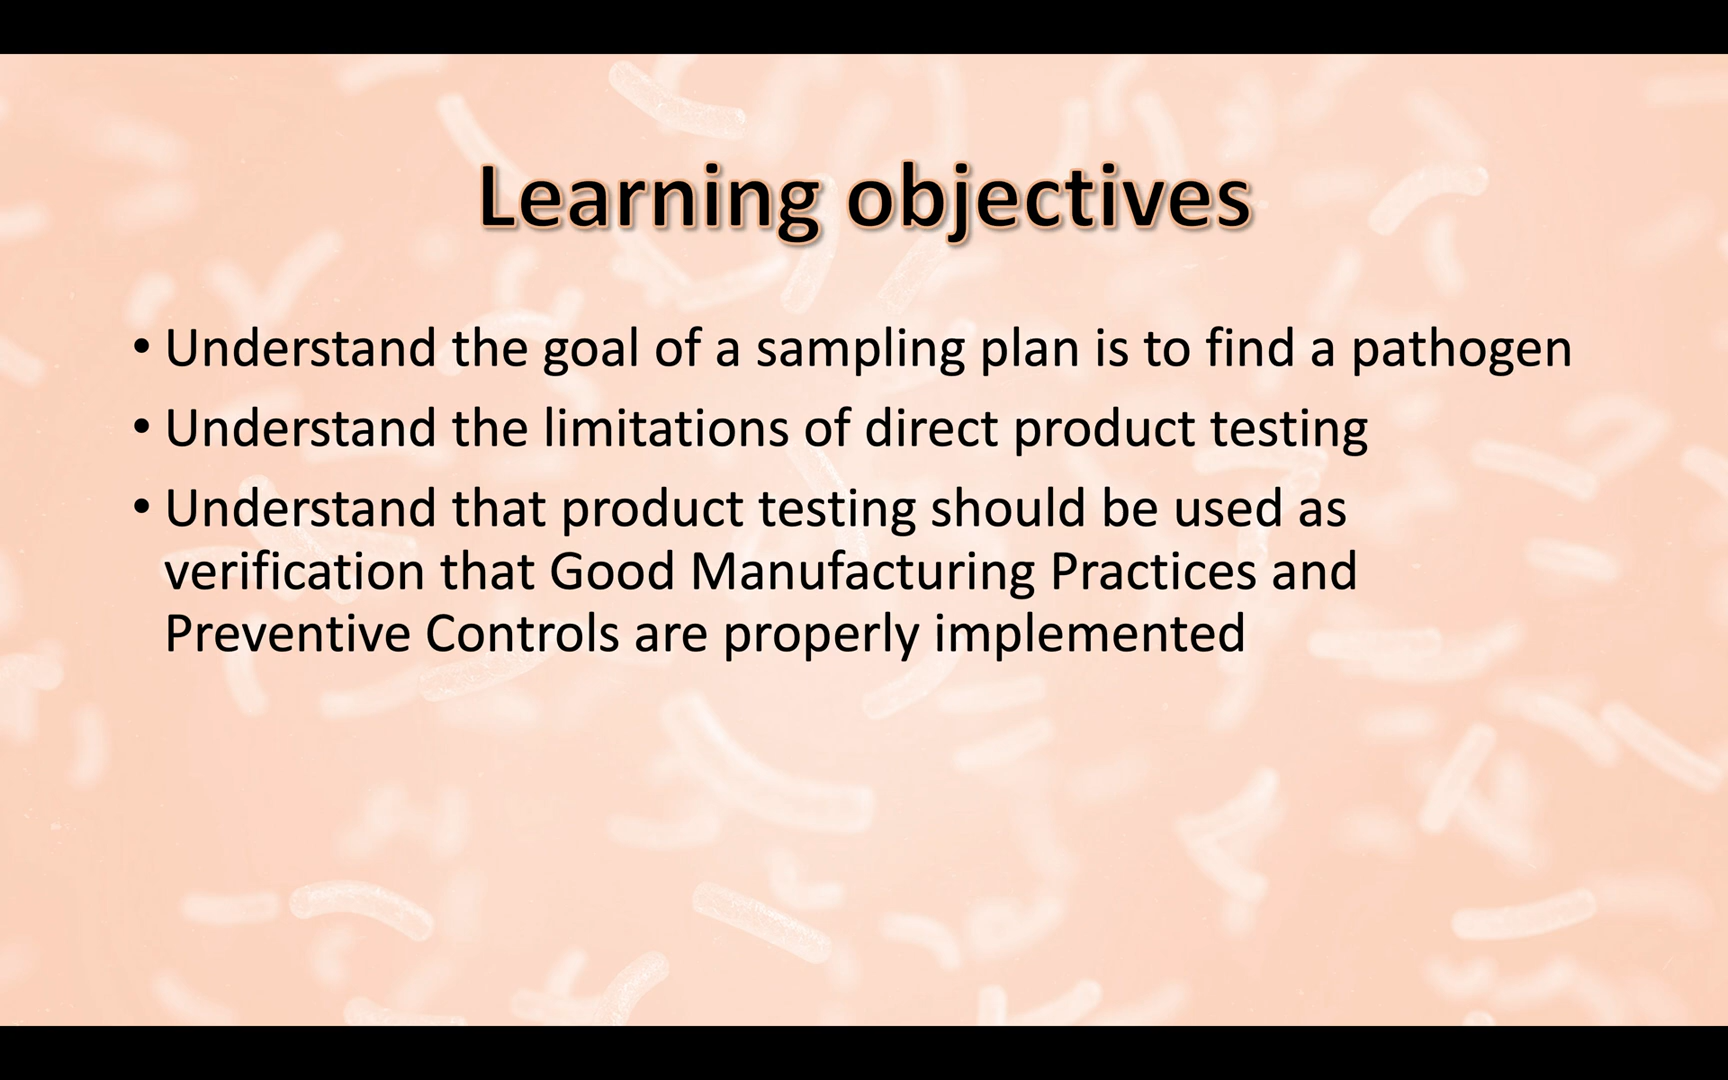 Learning objectives
• Understand the goal of a sampling plan is to find a pathogen
• Understand the limitations of direct product testing
• Understand that product testing should be used as
verification that Good Manufacturing Practices and
Preventive Controls are properly implemented